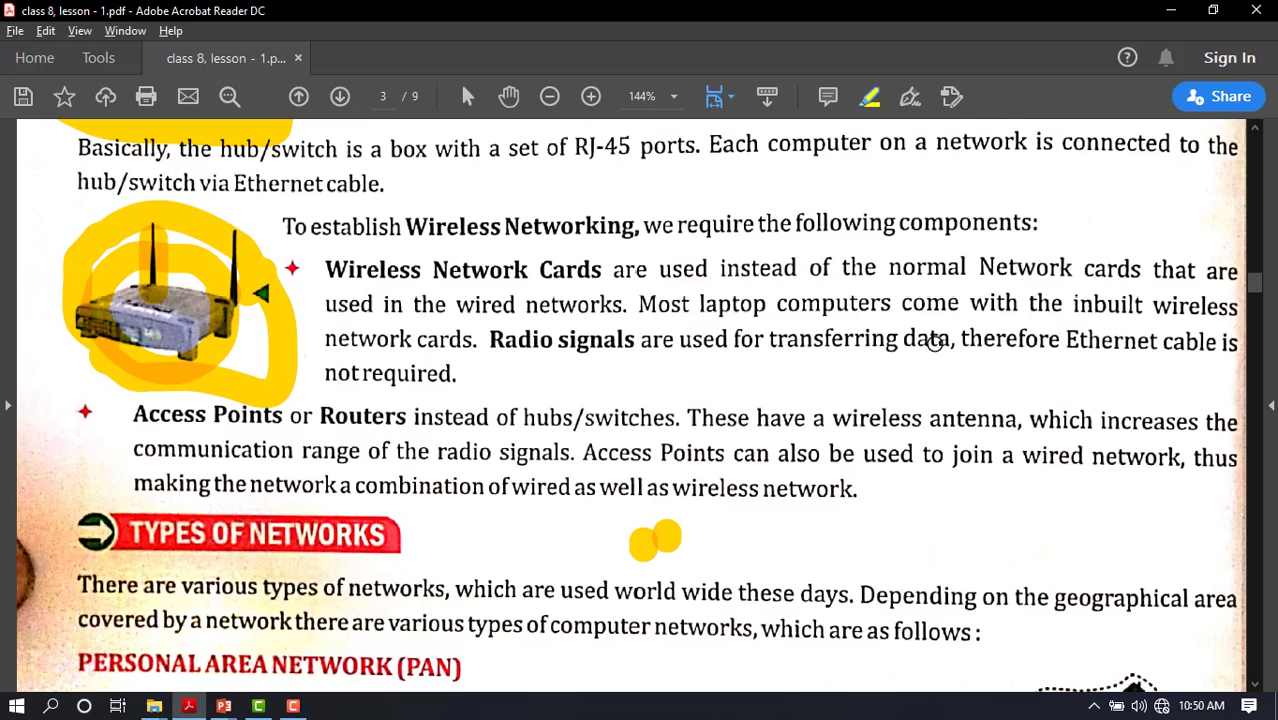 class 8, lesson - 1.pdf - Adobe Acrobat Reader DC
File Edit View Window Help
Home Tools class 8, lesson - 1.p... × Sign In
3 / 9 144% Share
Basically, the hub/switch is a box with a set of RJ-45 ports. Each computer on a network is connected to the
hub/switch via Ethernet cable.
To establish Wireless Networking, we require the following components:
Wireless Network Cards are used instead of the normal Network cards that are
used in the wired networks. Most laptop computers come with the inbuilt wireless
network cards. Radio signals are used for transferring data, therefore Ethernet cable is
not required.
Access Points or Routers instead of hubs/switches. These have a wireless antenna, which increases the
communication range of the radio signals. Access Points can also be used to join a wired network, thus
making the network a combination of wired as well as wireless network.
TYPES OF NETWORKS
There are various types of networks, which are used world wide these days. Depending on the geographical area
covered by a network there are various types of computer networks, which are as follows :
PERSONAL AREA NETWORK (PAN)
10:50 AM